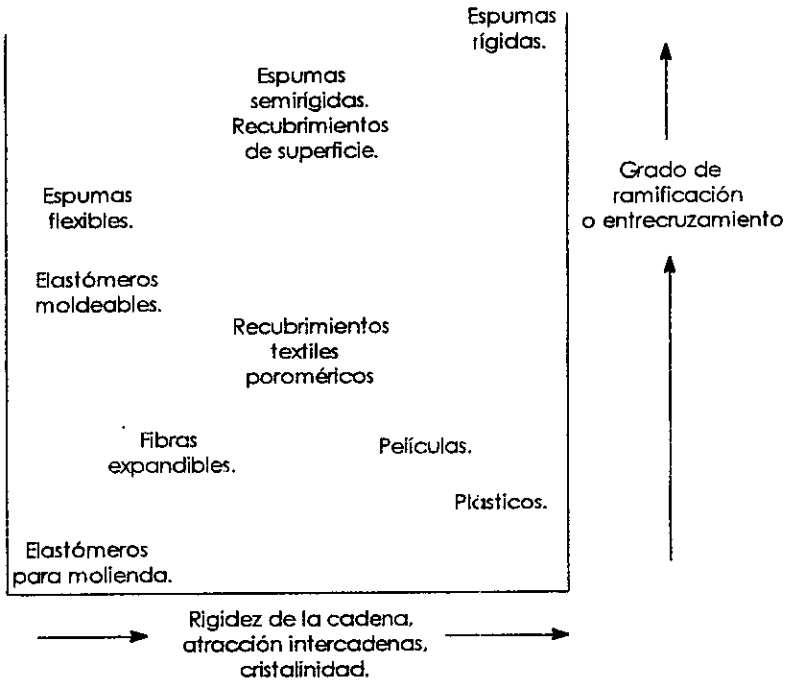 Espumas
rígidas.
Espumas
semirígidas.
Recubrimientos
de superficie.
Grado de
ramificación
o entrecruzamiento
Espumas
flexibles.
Elastómeros
moldeables.
Recubrimientos
textiles
poroméricos
Fibras
expandibles.
Películas.
Plásticos.
Elastómeros
para molienda.
Rigidez de la cadena,
atracción intercadenas,
cristalinidad.